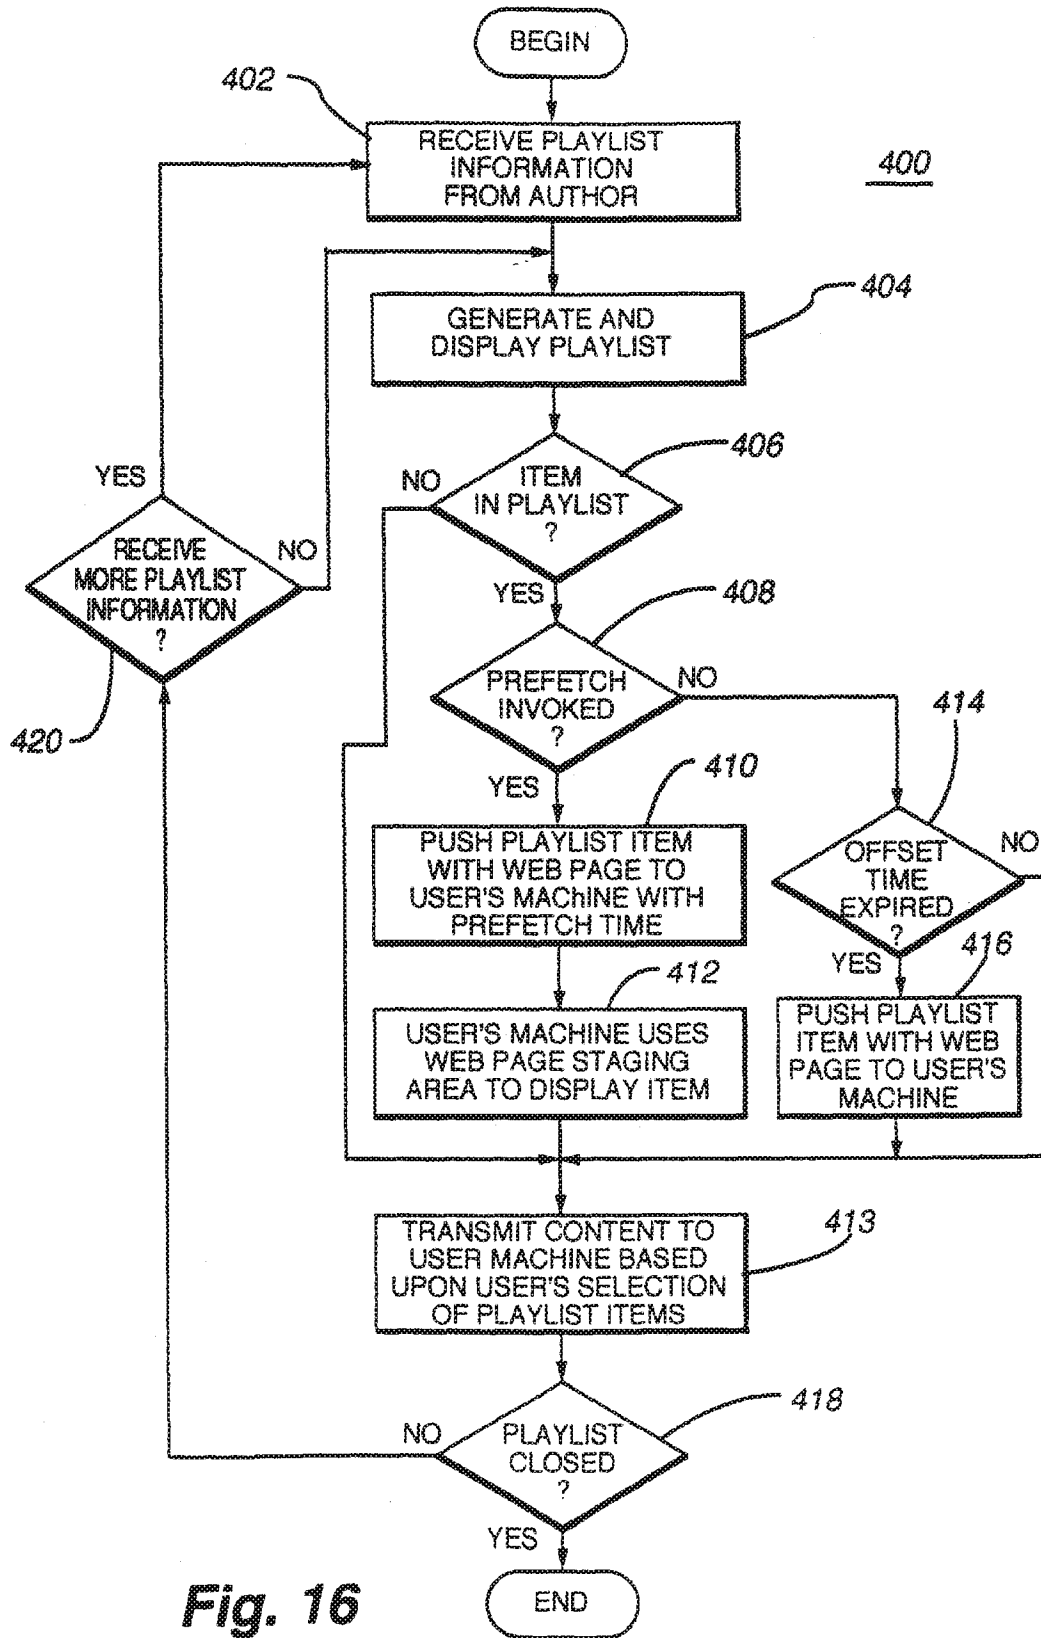 BEGIN
402
RECEIVE PLAYLIST
INFORMATION
FROM AUTHOR
400
GENERATE AND
DISPLAY PLAYLIST
404
ITEM
IN PLAYLIST
?
406
NO
YES
YES
RECEIVE
MORE PLAYLIST
INFORMATION
?
NO
420
PREFETCH
INVOKED
?
408
NO
YES
414
OFFSET
TIME
EXPIRED
?
NO
YES
410
PUSH PLAYLIST ITEM
WITH WEB PAGE TO
USER'S MAChINE WITH
PREFETCH TIME
416
PUSH PLAYLIST
ITEM WITH WEB
PAGE TO USER'S
MACHINE
412
USER'S MACHINE USES
WEB PAGE STAGING
AREA TO DISPLAY ITEM
413
TRANSMIT CONTENT TO
USER MACHINE BASED
UPON USER'S SELECTION
OF PLAYLIST ITEMS
418
PLAYLIST
CLOSED
?
NO
YES
END
Fig. 16